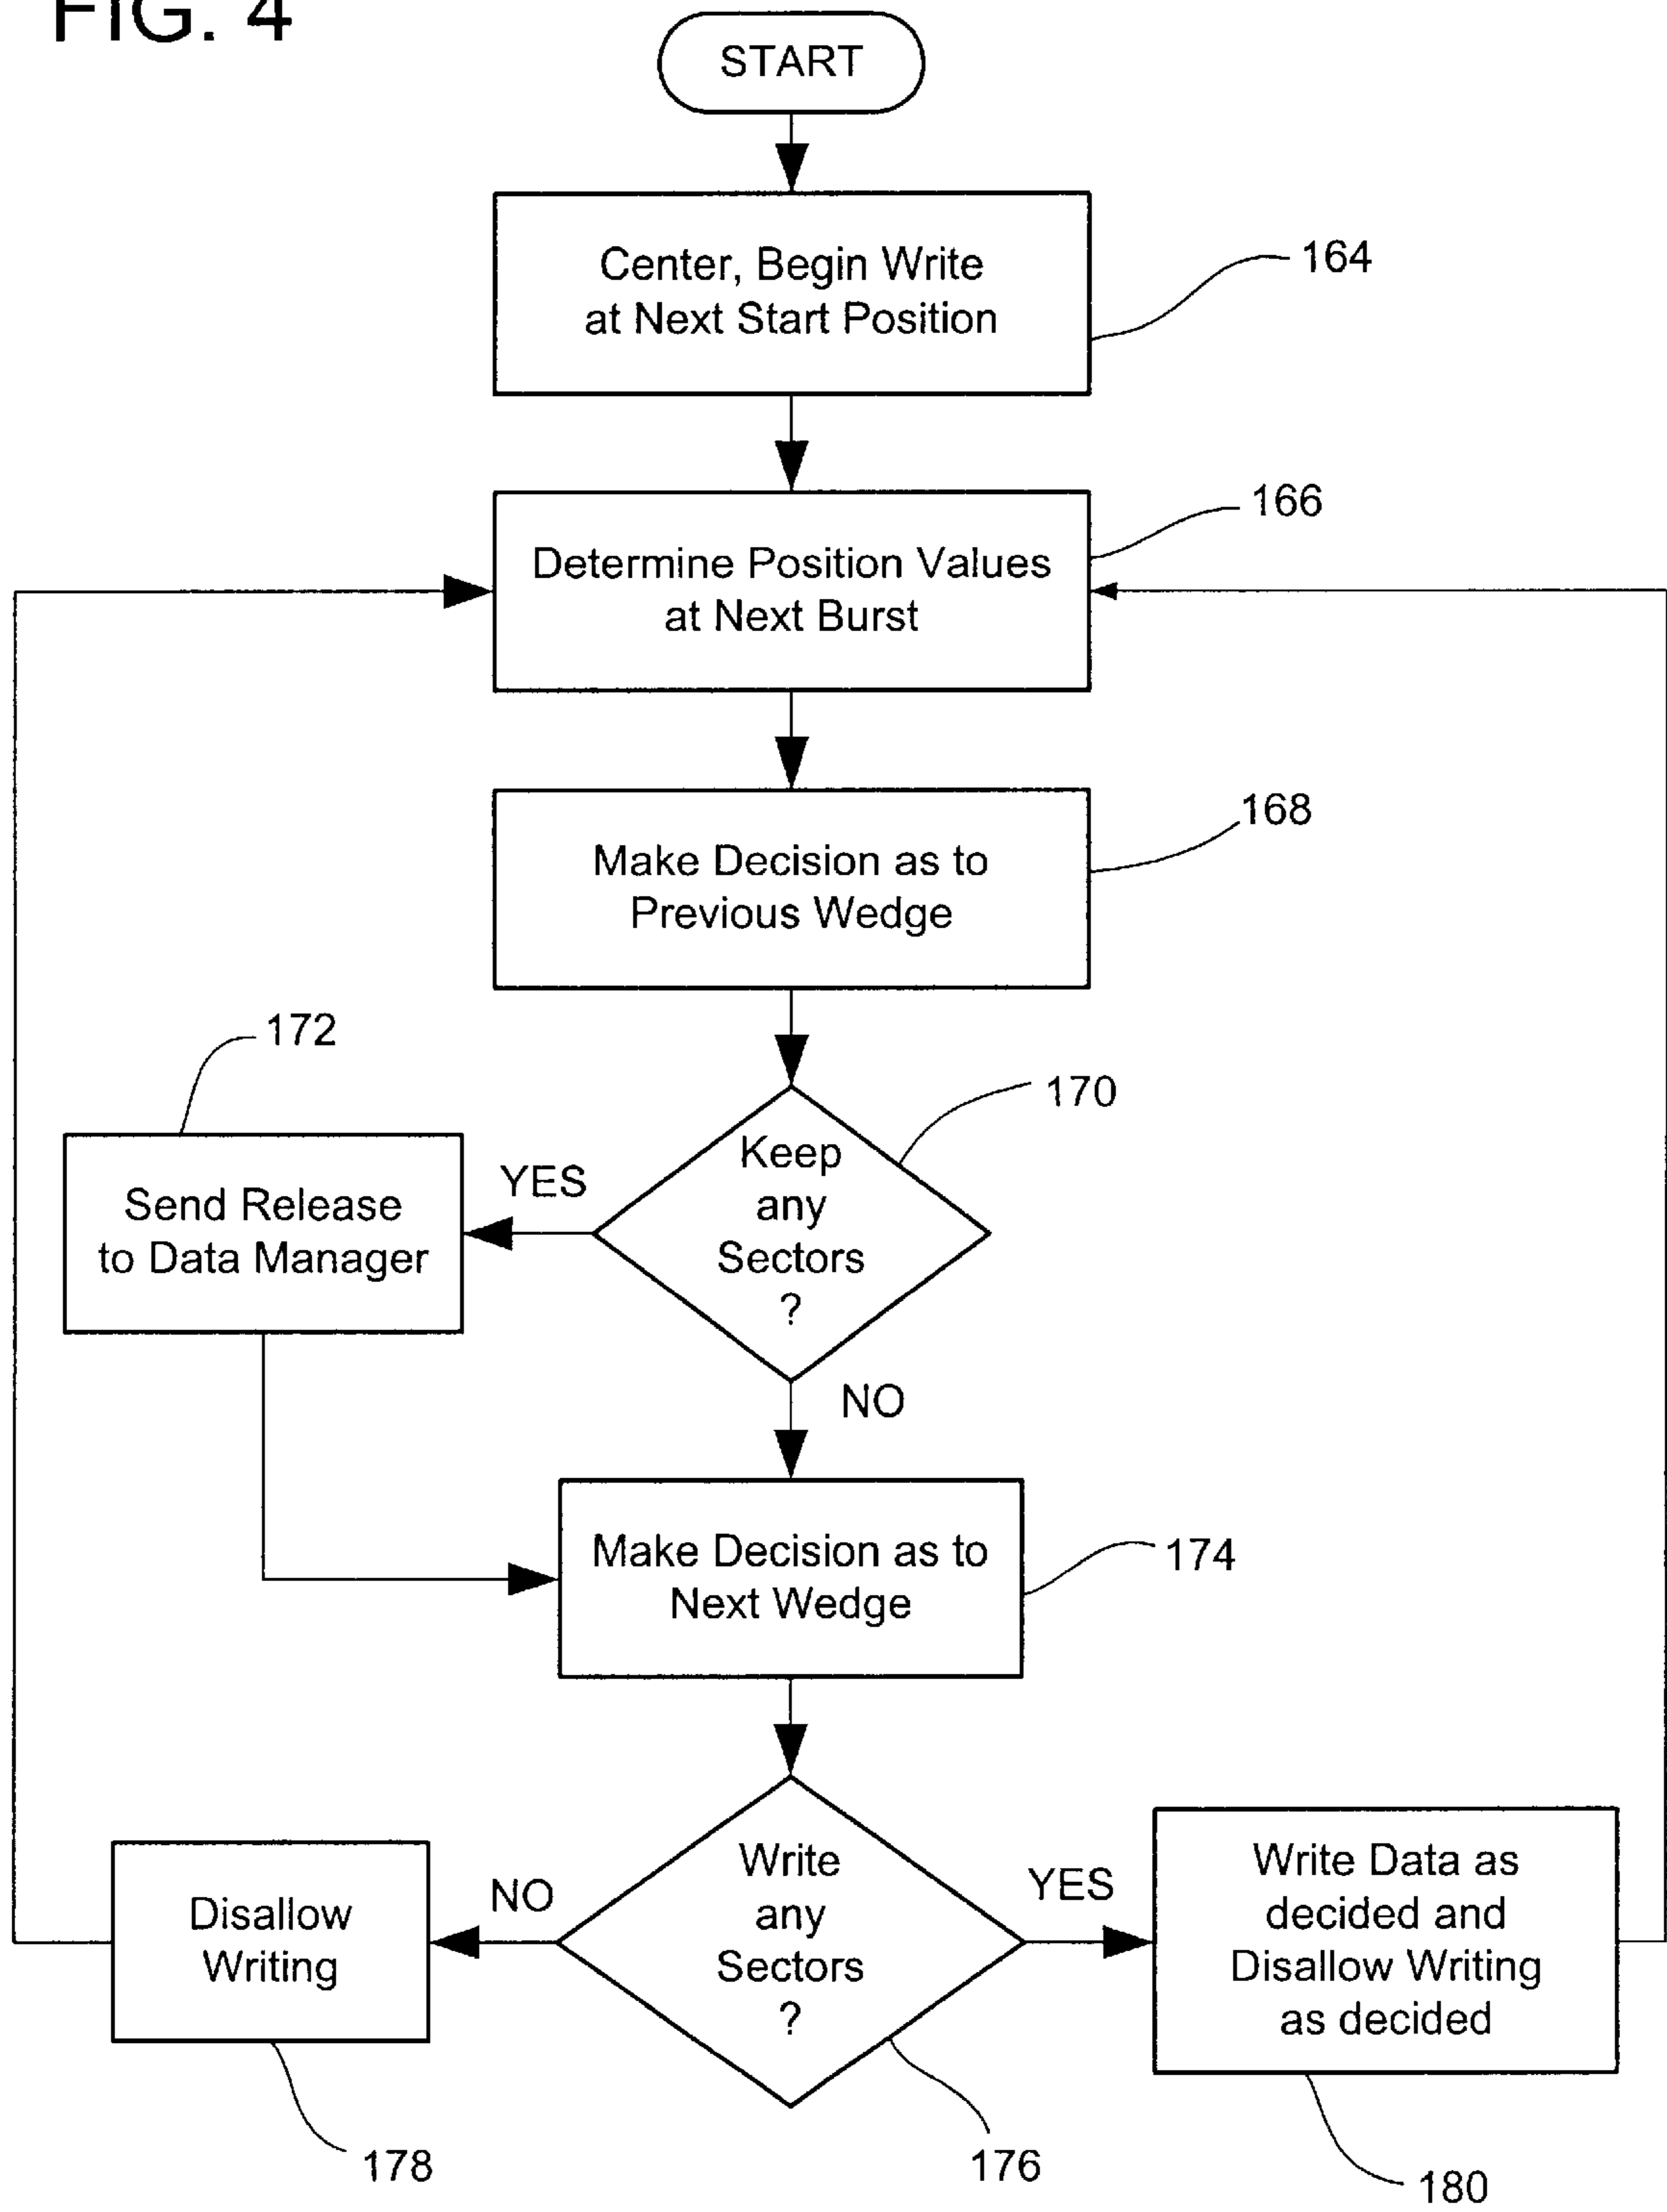 FIG. 4
START
Center, Begin Write
at Next Start Position
164
Determine Position Values
at Next Burst
166
Make Decision as to
Previous Wedge
168
172
170
Send Release
to Data Manager
YES
Keep
any
Sectors
?
NO
Make Decision as to
Next Wedge
174
Disallow
Writing
NO
Write
any
Sectors
?
YES
Write Data as
decided and
Disallow Writing
as decided
178
176
180